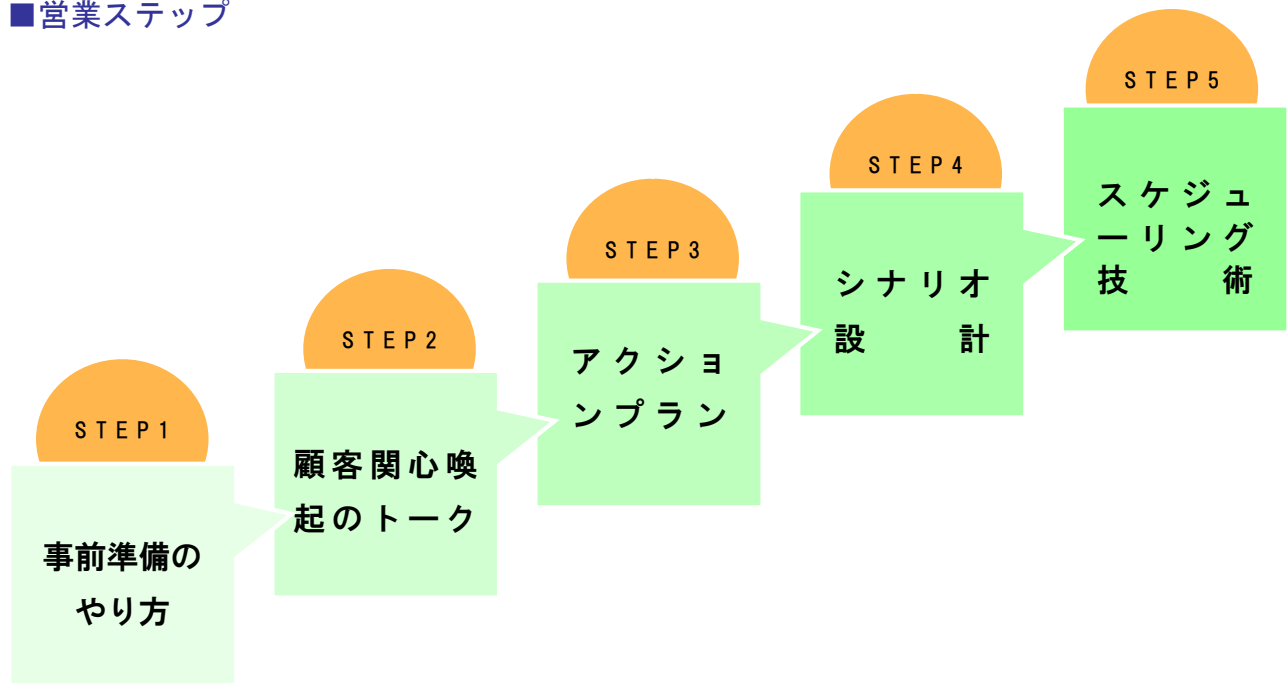 ■営業ステップ
STEP1
事前準備の
やり方
STEP2
顧客関心喚
起のトーク
STEP3
アクショ
ンプラン
STEP4
シナリオ
設計
STEP5
スケジュ
ーリング
技術